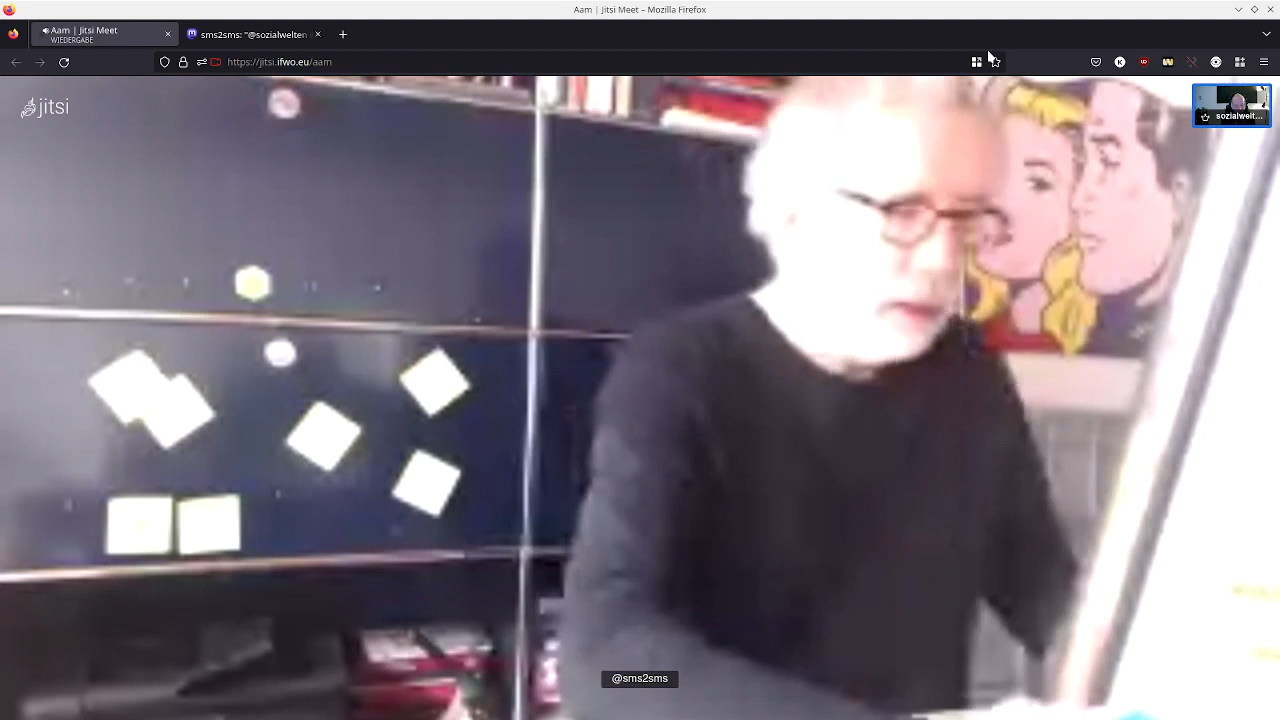 Aam | Jitsi Meet – Mozilla Firefox
Aam | Jitsi Meet
WIEDERGABE
sms2sms: "@sozialwelten
https://jitsi.ifwo.eu/aam
jitsi
sozialwelt...
@sms2sms